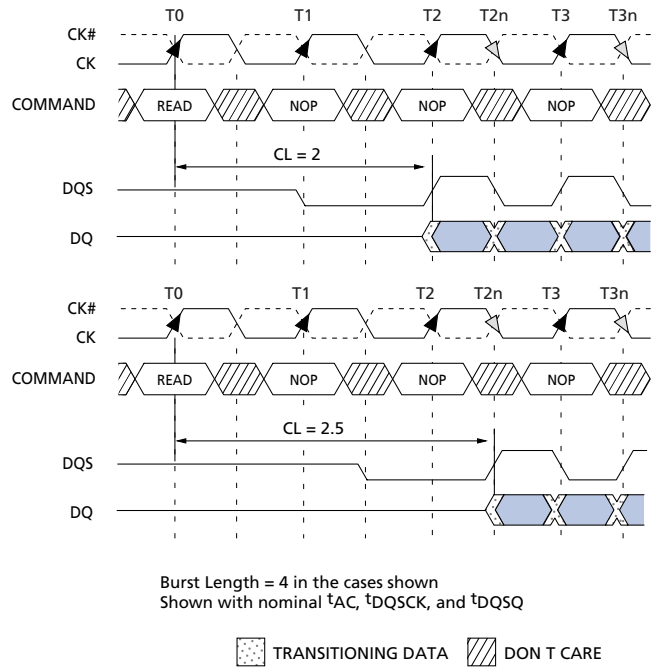 T0 T1 T2 T2n T3 T3n
CK#
CK
COMMAND READ NOP NOP NOP
CL = 2
DQS
DQ
T0 T1 T2 T2n T3 T3n
CK#
CK
COMMAND READ NOP NOP NOP
CL = 2.5
DQS
DQ
Burst Length = 4 in the cases shown
Shown with nominal tAC, tDQSCK, and tDQSQ
TRANSITIONING DATA DON T CARE